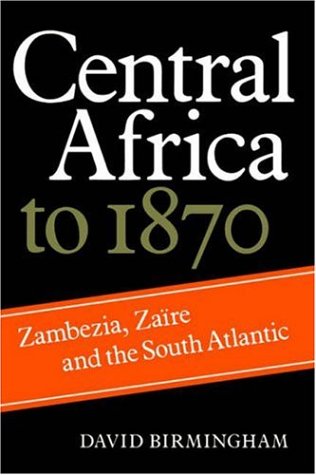 Central
Africa
to 1870
Zambezia, Zaïre
and the South Atlantic
DAVID BIRMINGHAM